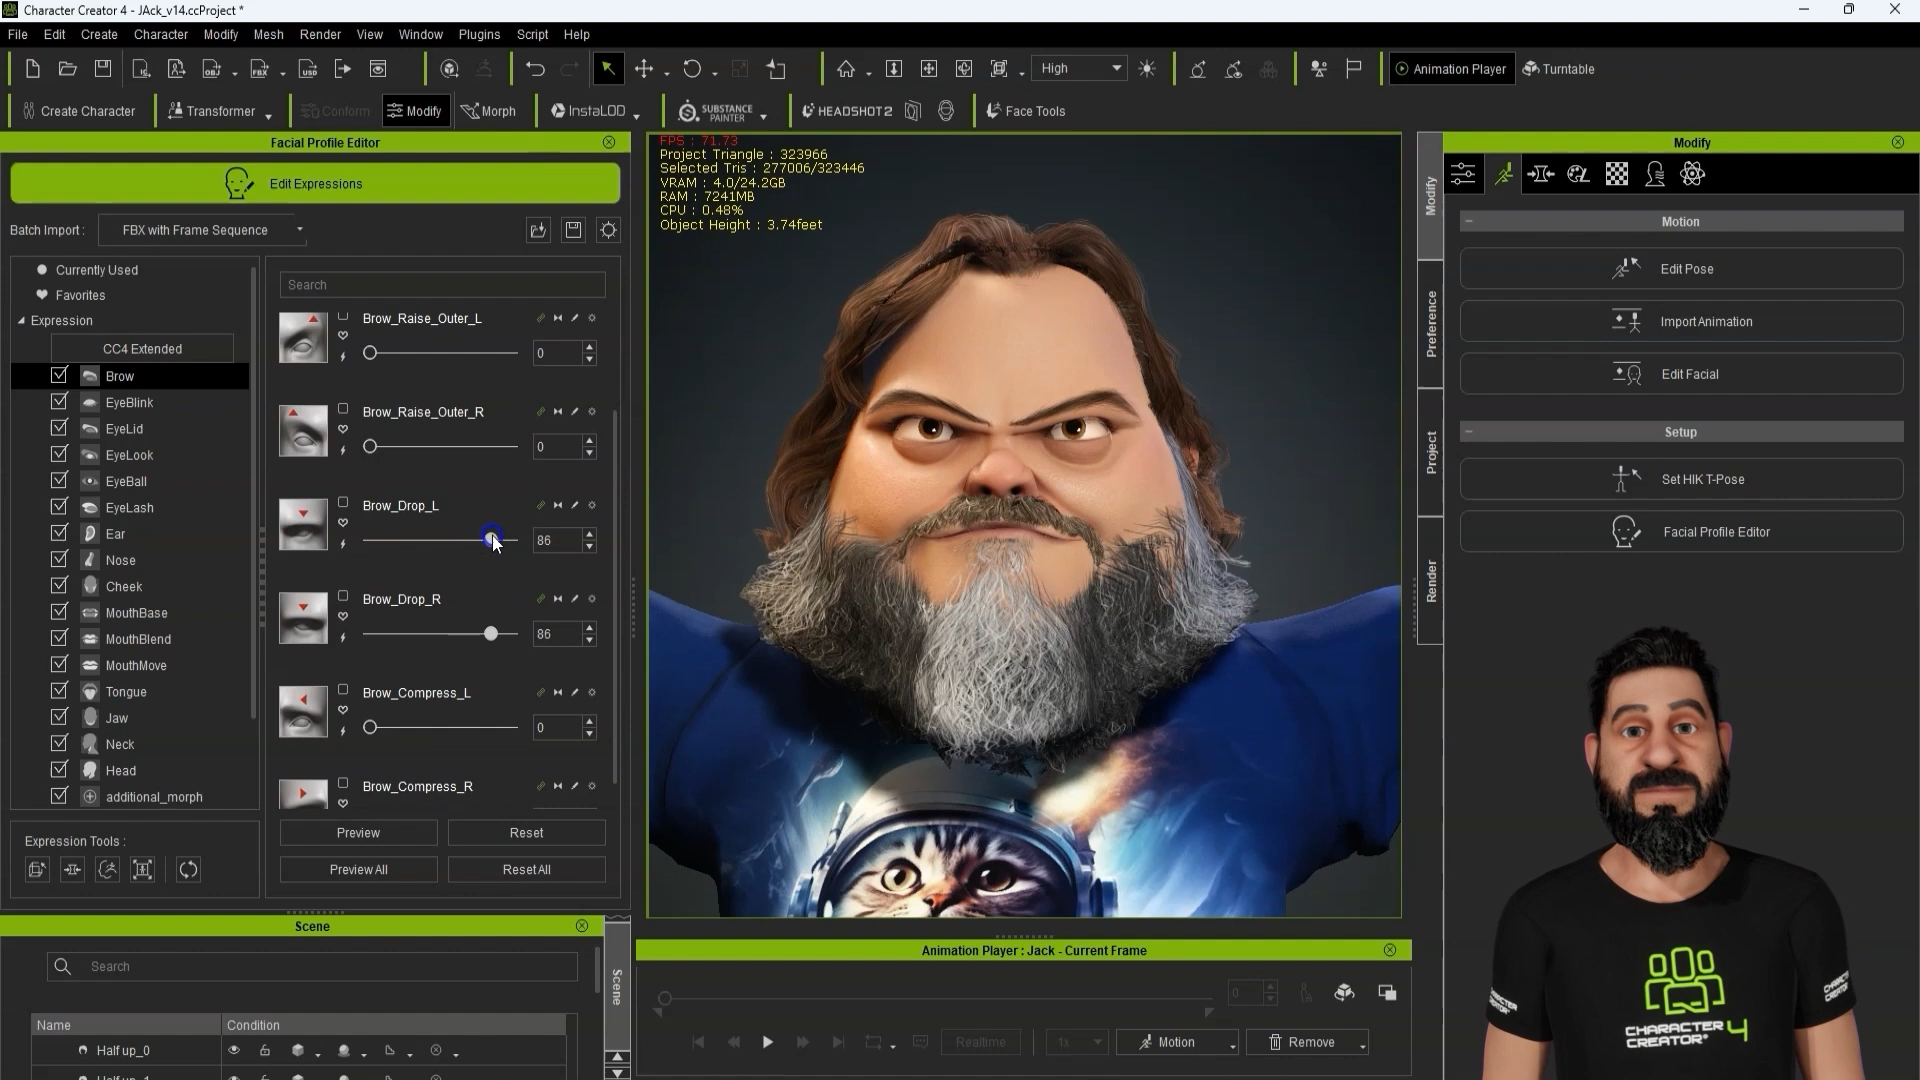 Character Creator 4 - JAck_v14.ccProject *
File Edit Create Character Modify Mesh Render View Window Plugins Script Help
High
Animation Player
Turntable
Create Character
Transformer
Conform
Modify
Morph
InstaLOD
SUBSTANCE PAINTER
HEADSHOT 2
Face Tools
Facial Profile Editor
Edit Expressions
Batch Import :
FBX with Frame Sequence
Currently Used
Favorites
Expression
CC4 Extended
Brow
EyeBlink
EyeLid
EyeLook
EyeBall
EyeLash
Ear
Nose
Cheek
MouthBase
MouthBlend
MouthMove
Tongue
Jaw
Neck
Head
additional_morph
Expression Tools :
Search
Brow_Raise_Outer_L
0
Brow_Raise_Outer_R
0
Brow_Drop_L
86
Brow_Drop_R
86
Brow_Compress_L
0
Brow_Compress_R
Preview
Reset
Preview All
Reset All
FPS : 71.73
Project Triangle : 323966
Selected Tris : 277006/323446
VRAM : 4.0/24.2GB
RAM : 7241MB
CPU : 0.48%
Object Height : 3.74feet
Modify
Preference
Project
Render
Modify
Motion
Edit Pose
Import Animation
Edit Facial
Setup
Set HIK T-Pose
Facial Profile Editor
CHARACTER
CREATOR 4
Scene
Search
Name
Condition
Half up_0
Scene
Animation Player : Jack - Current Frame
0
Realtime
1x
Motion
Remove